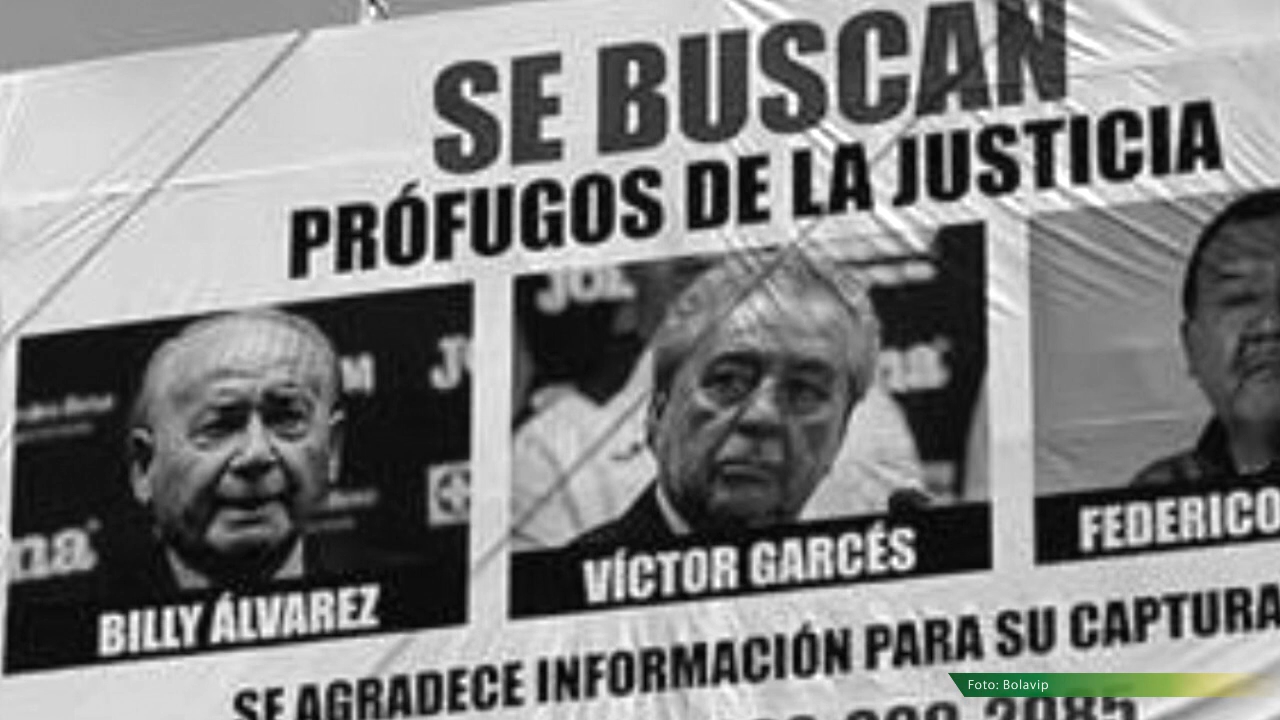 SE BUSCAN
PRÓFUGOS DE LA JUSTICIA
BILLY ÁLVAREZ
VÍCTOR GARCÉS
FEDERICO
SE AGRADECE INFORMACIÓN PARA SU CAPTURA
Foto: Bolavip